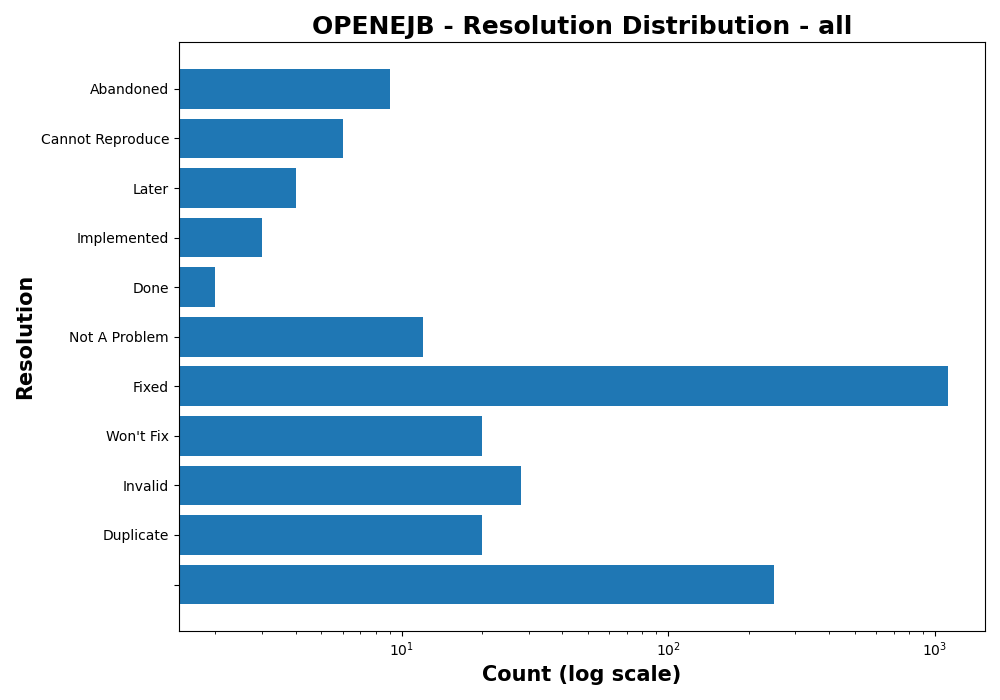 OPENEJB - Resolution Distribution - all
Abandoned
Cannot Reproduce
Later
Implemented
Done
Not A Problem
Fixed
Won't Fix
Invalid
Duplicate
Resolution
10¹
10²
10³
Count (log scale)